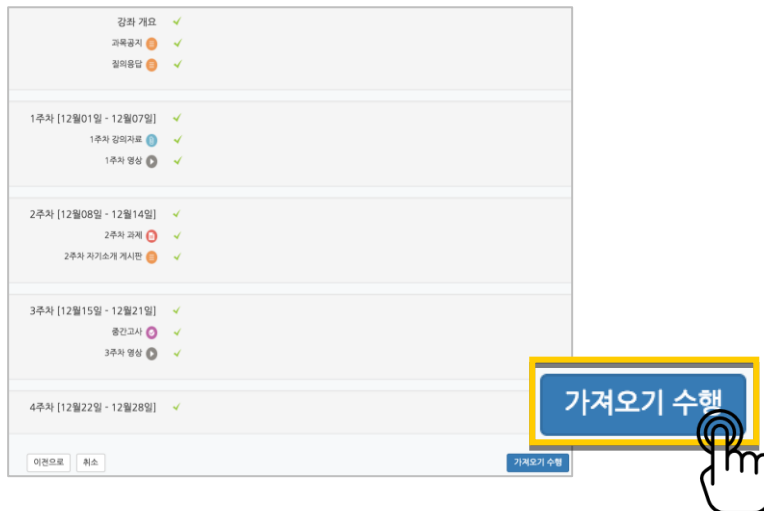 강좌 개요
과목공지
질의응답
1주차 [12월01일 - 12월07일]
1주차 강의자료
1주차 영상
2주차 [12월08일 - 12월14일]
2주차 과제
2주차 자기소개 게시판
3주차 [12월15일 - 12월21일]
중간고사
3주차 영상
4주차 [12월22일 - 12월28일]
가져오기 수행
이전으로 취소 가져오기 수행